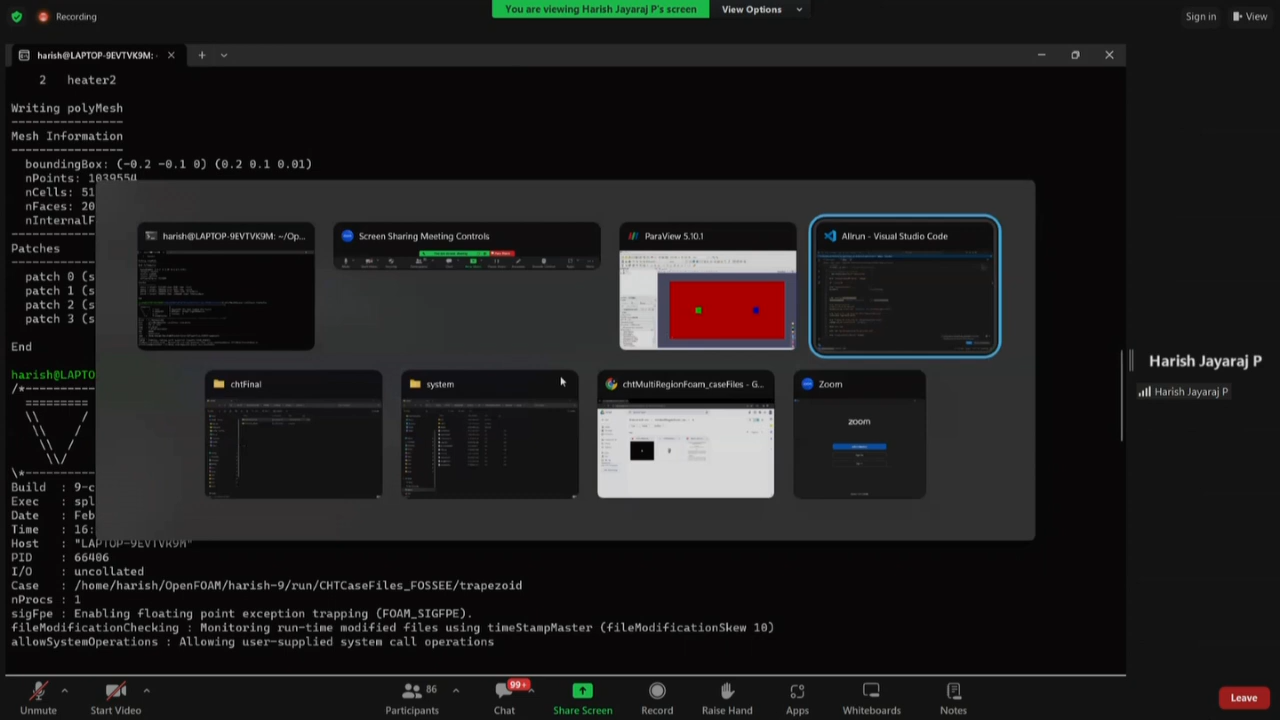 You are viewing Harish Jayaraj P's screen
View Options
Recording
Sign in
View
harish@LAPTOP-9EVTVK9M: ·
2 heater2
Writing polyMesh
----------------
Mesh Information
----------------
boundingBox: (-0.2 -0.1 0) (0.2 0.1 0.01)
nPoints: 1039554
nCells: 51
nFaces: 20
nInternalF
Patches
patch 0 (s
patch 1 (s
patch 2 (s
patch 3 (s
End
harish@LAPTO
/*--------
=========
\\ /
\\ /
\\ /
\\/
\*--------
Build : 9-c
Exec : spl
Date : Feb
Time : 16:
Host : "LAPTOP-9EVTVK9M"
PID : 66406
I/O : uncollated
Case : /home/harish/OpenFOAM/harish-9/run/CHTCaseFiles_FOSSEE/trapezoid
nProcs : 1
sigFpe : Enabling floating point exception trapping (FOAM_SIGFPE).
fileModificationChecking : Monitoring run-time modified files using timeStampMaster (fileModificationSkew 10)
allowSystemOperations : Allowing user-supplied system call operations
harish@LAPTOP-9EVTVK9M: ~/Op...
Screen Sharing Meeting Controls
ParaView 5.10.1
Allrun - Visual Studio Code
chtFinal
system
chtMultiRegionFoam_caseFiles - G...
Zoom
zoom
Harish Jayaraj P
Harish Jayaraj P
Unmute
Start Video
86
Participants
99+
Chat
Share Screen
Record
Raise Hand
Apps
Whiteboards
Notes
Leave